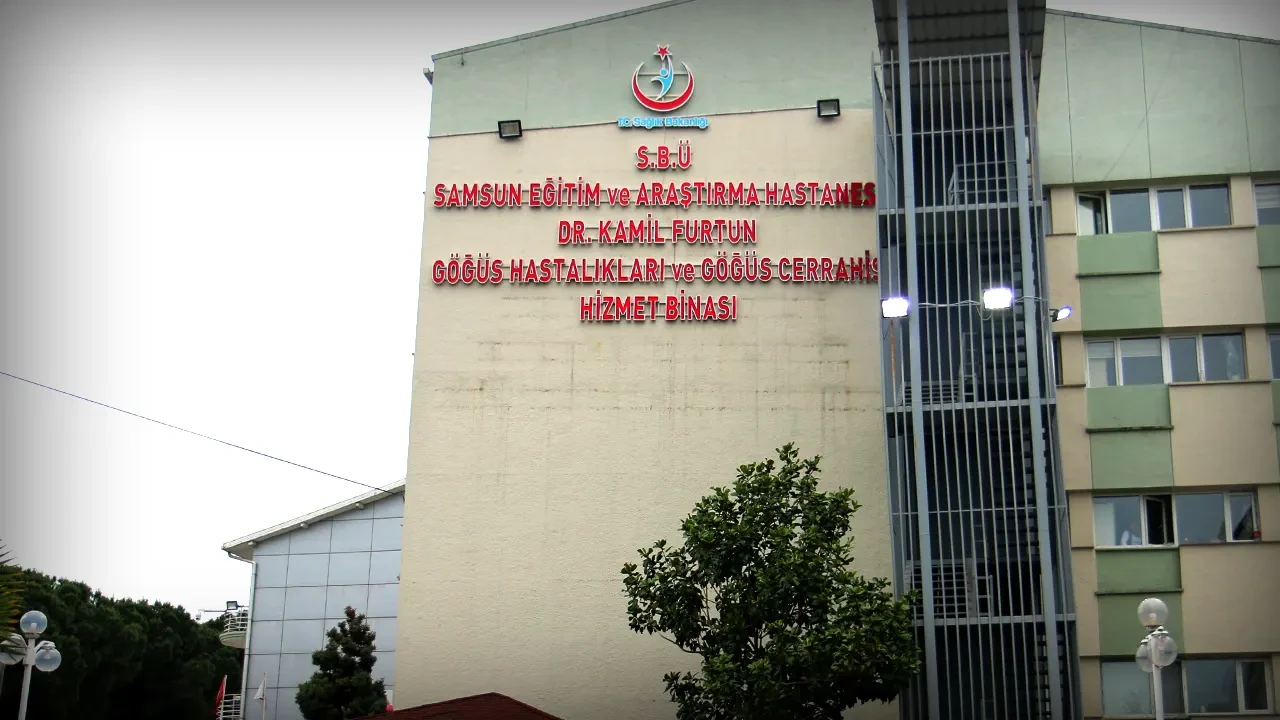 TC Sağlık Bakanlığı
S.B.Ü
SAMSUN EĞİTİM ve ARAŞTIRMA HASTANES
DR. KAMİL FURTUN
GÖĞÜS HASTALIKLARI ve GÖĞÜS CERRAHİS
HİZMET BİNASI